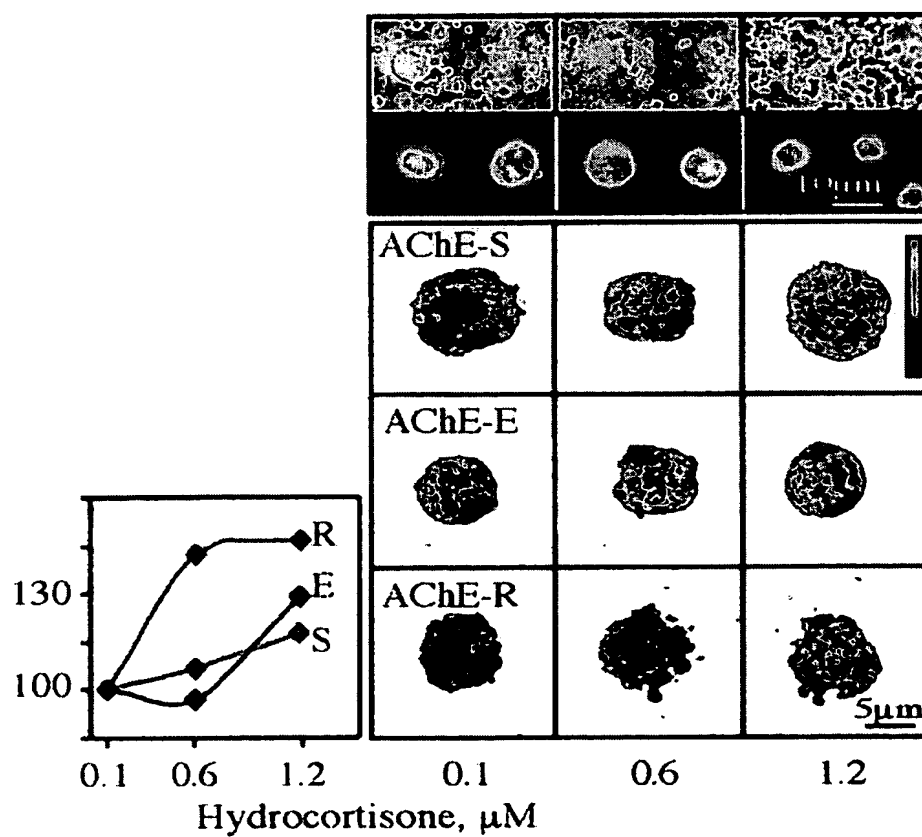 10μm
AChE-S
AChE-E
AChE-R
5μm
R
E
S
130
100
0.1 0.6 1.2
0.1 0.6 1.2
Hydrocortisone, μM